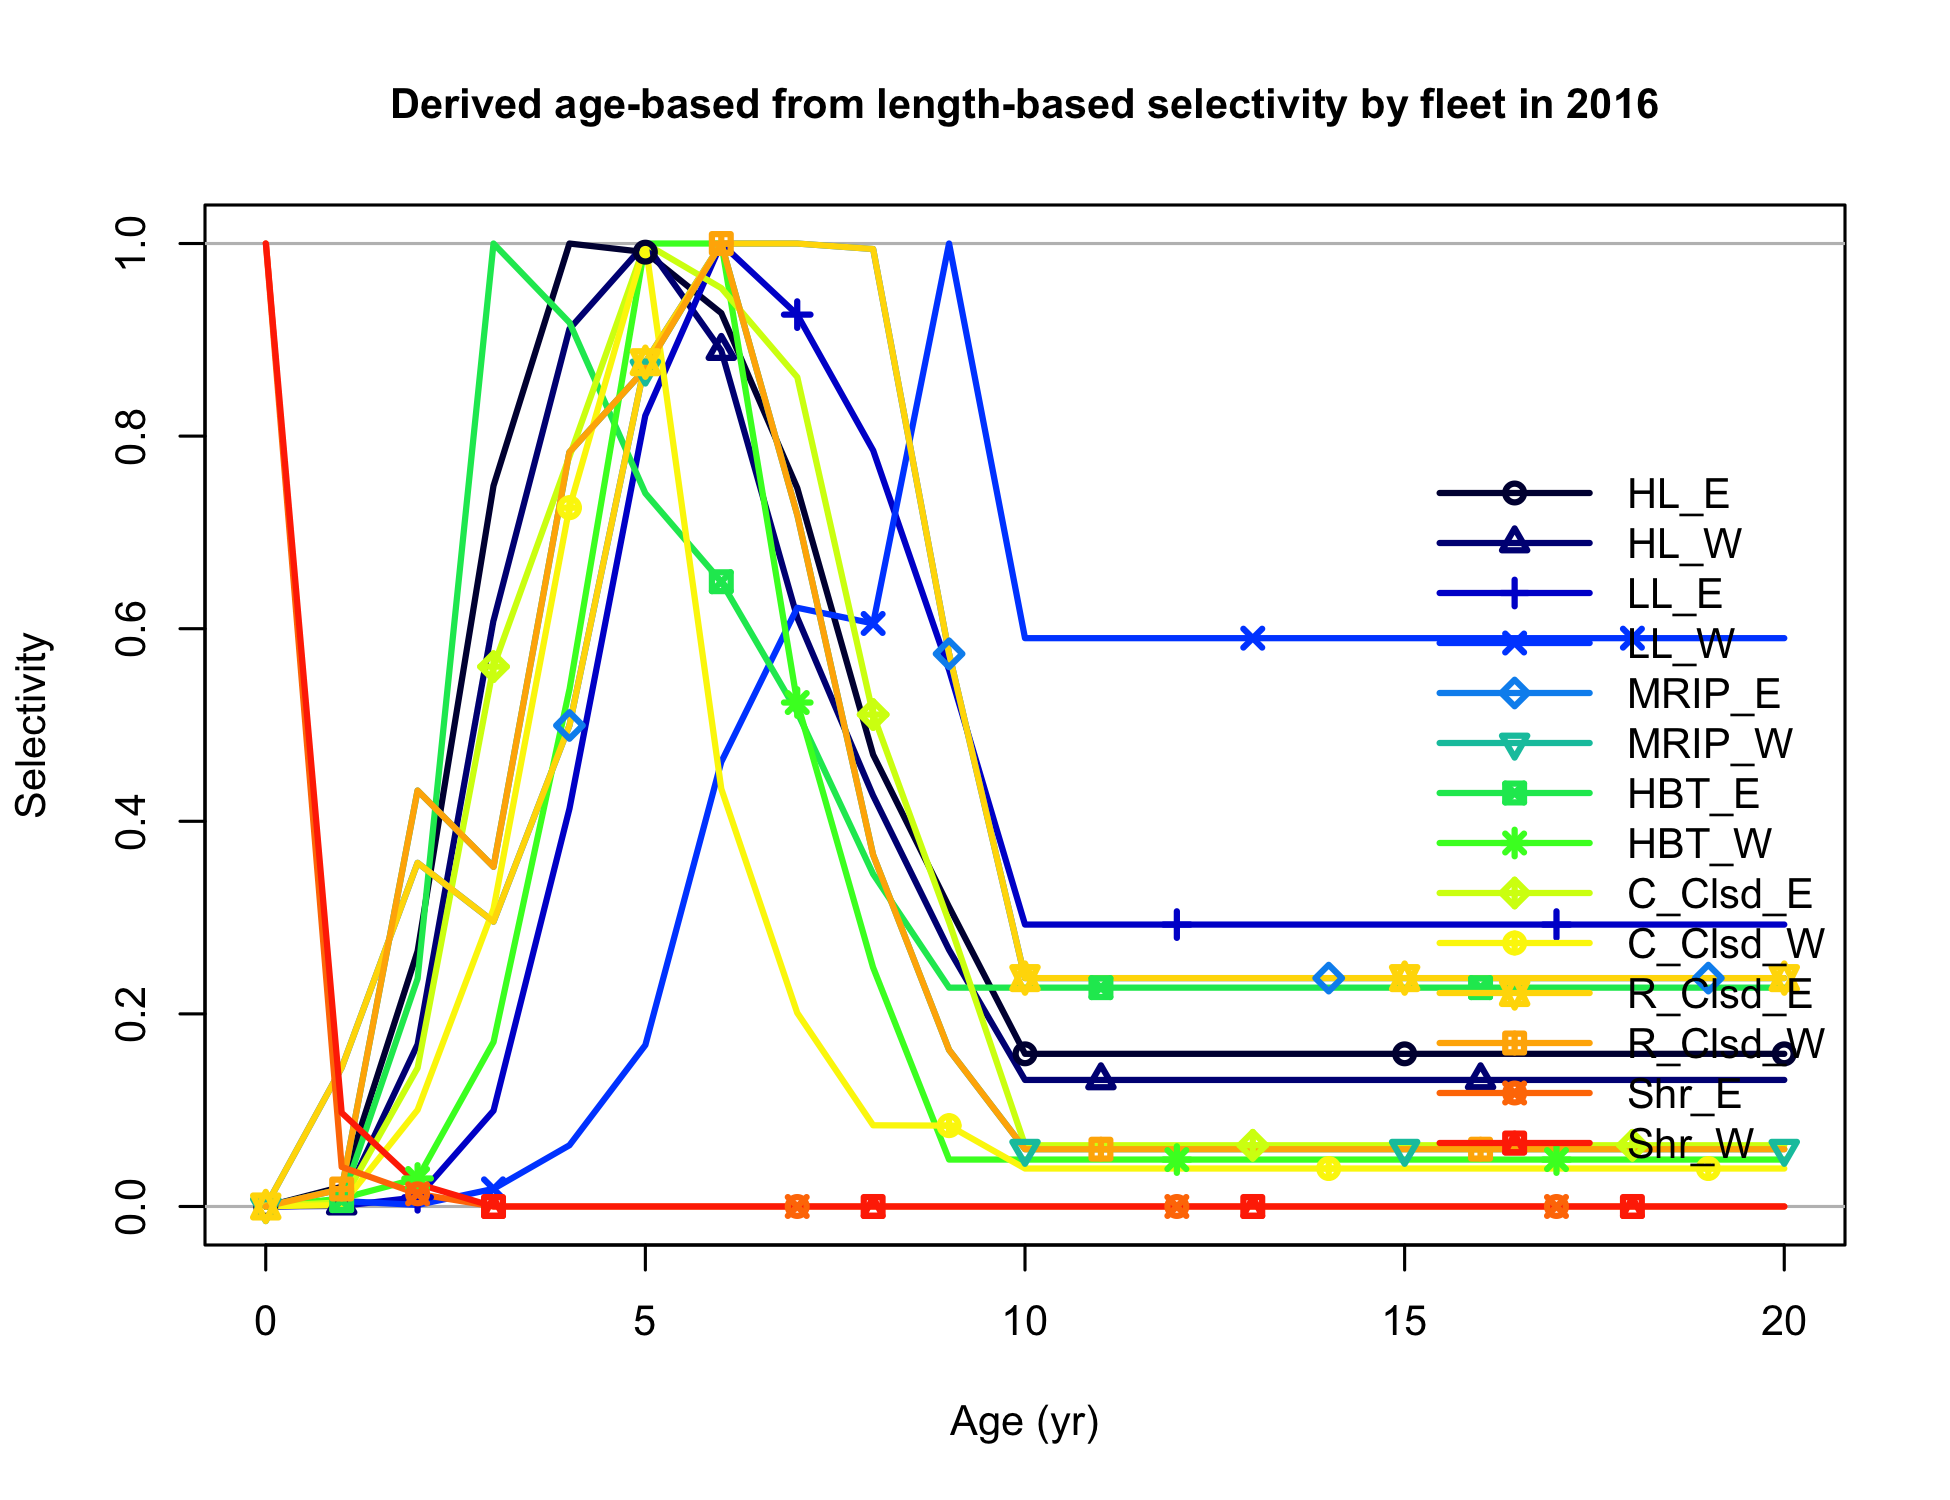 Derived age-based from length-based selectivity by fleet in 2016
Selectivity
1.0
0.8
0.6
0.4
0.2
0.0
HL_E
HL_W
LL_E
LL_W
MRIP_E
MRIP_W
HBT_E
HBT_W
C_Clsd_E
C_Clsd_W
R_Clsd_E
R_Clsd_W
Shr_E
Shr_W
0 5 10 15 20
Age (yr)